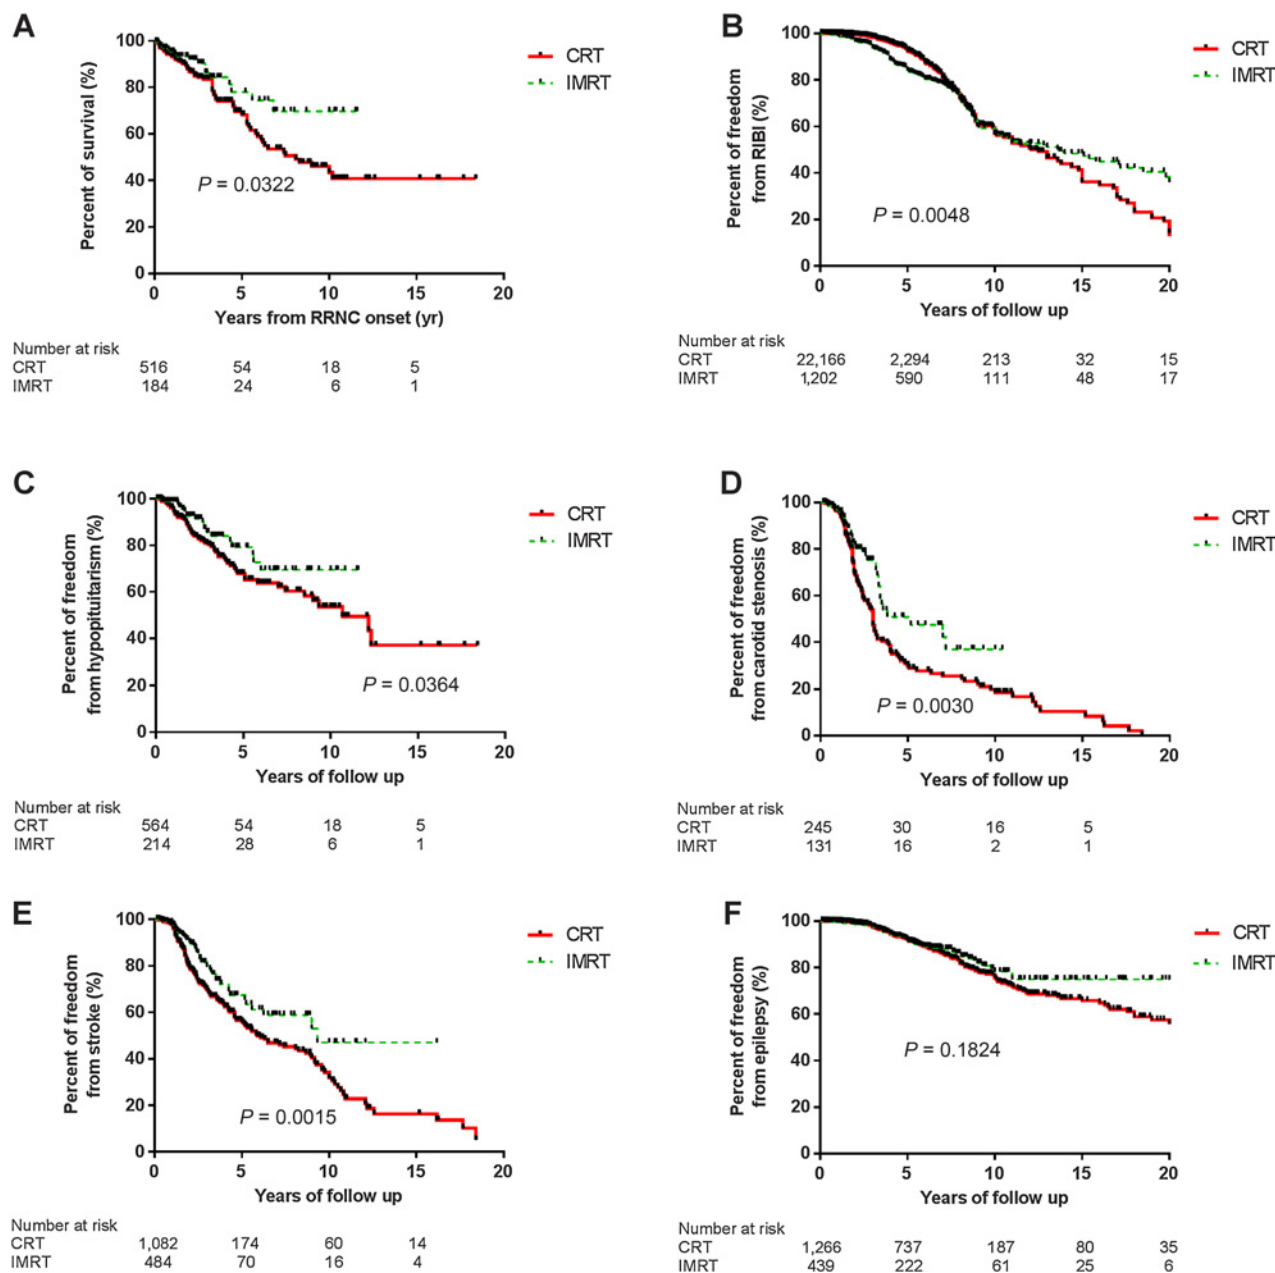 A
Percent of survival (%)
100
80
60
40
20
0
P = 0.0322
CRT
IMRT
0 5 10 15 20
Years from RRNC onset (yr)
Number at risk
CRT 516 54 18 5
IMRT 184 24 6 1
B
Percent of freedom
from RIBI (%)
100
80
60
40
20
0
P = 0.0048
CRT
IMRT
0 5 10 15 20
Years of follow up
Number at risk
CRT 22,166 2,294 213 32 15
IMRT 1,202 590 111 48 17
C
Percent of freedom
from hypopituitarism (%)
100
80
60
40
20
0
P = 0.0364
CRT
IMRT
0 5 10 15 20
Years of follow up
Number at risk
CRT 564 54 18 5
IMRT 214 28 6 1
D
Percent of freedom
from carotid stenosis (%)
100
80
60
40
20
0
P = 0.0030
CRT
IMRT
0 5 10 15 20
Years of follow up
Number at risk
CRT 245 30 16 5
IMRT 131 16 2 1
E
Percent of freedom
from stroke (%)
100
80
60
40
20
0
P = 0.0015
CRT
IMRT
0 5 10 15 20
Years of follow up
Number at risk
CRT 1,082 174 60 14
IMRT 484 70 16 4
F
Percent of freedom
from epilepsy (%)
100
80
60
40
20
0
P = 0.1824
CRT
IMRT
0 5 10 15 20
Years of follow up
Number at risk
CRT 1,266 737 187 80 35
IMRT 439 222 61 25 6